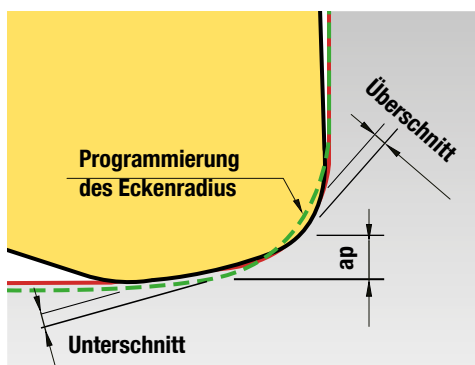 Überschnitt
Programmierung
des Eckenradius
ap
Unterschnitt